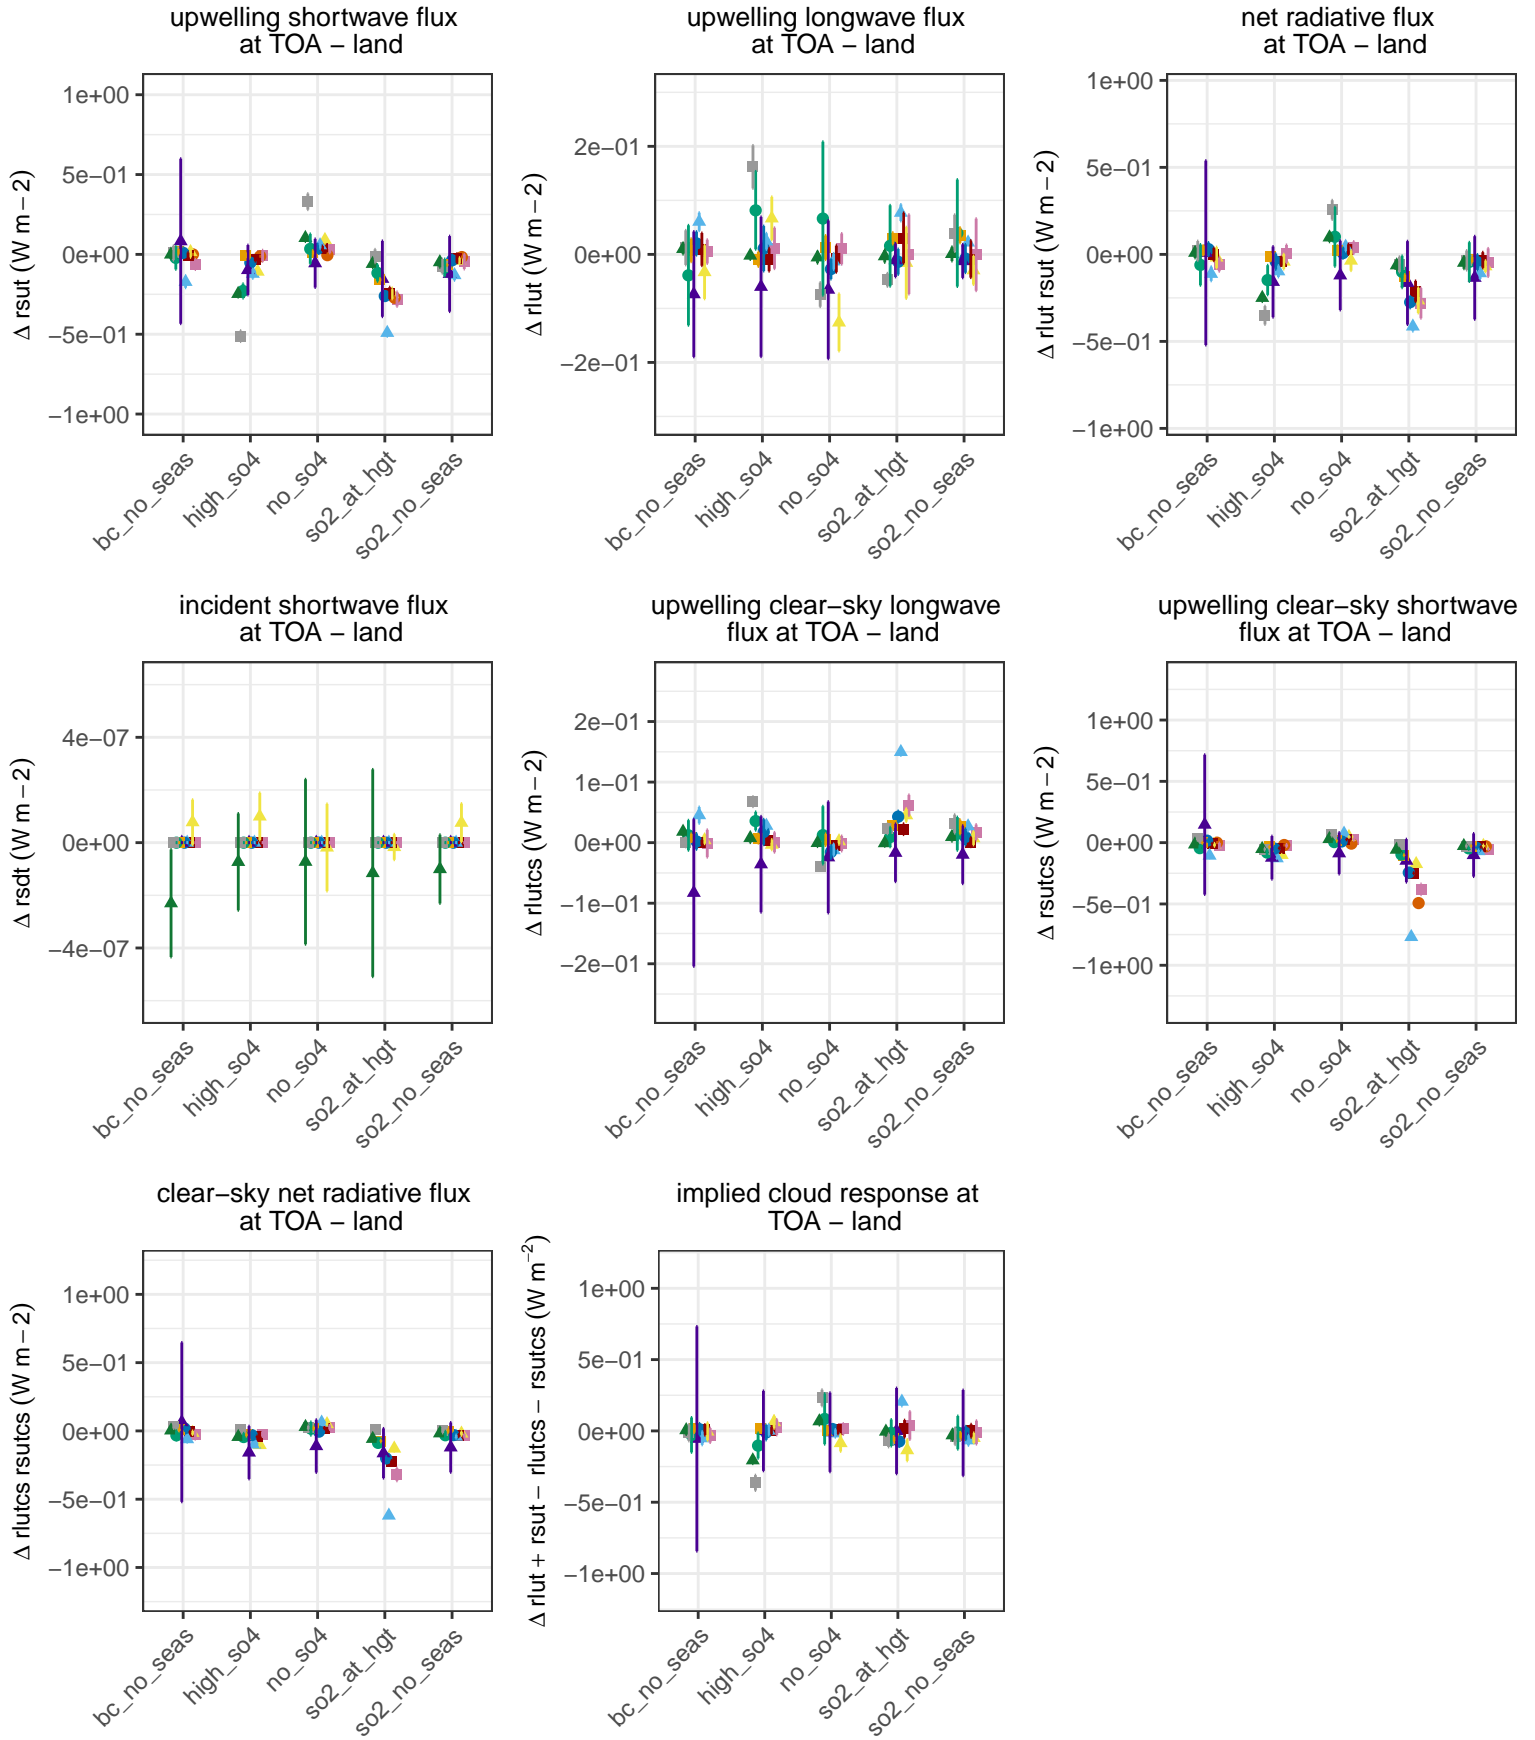 upwelling shortwave flux
at TOA − land
Δ rsut (W m−2)
1e+00
5e−01
0e+00
−5e−01
−1e+00
bc_no_seas
high_so4
no_so4
so2_at_hgt
so2_no_seas
upwelling longwave flux
at TOA − land
Δ rlut (W m−2)
2e−01
0e+00
−2e−01
bc_no_seas
high_so4
no_so4
so2_at_hgt
so2_no_seas
net radiative flux
at TOA − land
Δ rlut rsut (W m−2)
1e+00
5e−01
0e+00
−5e−01
−1e+00
bc_no_seas
high_so4
no_so4
so2_at_hgt
so2_no_seas
incident shortwave flux
at TOA − land
Δ rsdt (W m−2)
4e−07
0e+00
−4e−07
bc_no_seas
high_so4
no_so4
so2_at_hgt
so2_no_seas
upwelling clear−sky longwave
flux at TOA − land
Δ rlutcs (W m−2)
2e−01
1e−01
0e+00
−1e−01
−2e−01
bc_no_seas
high_so4
no_so4
so2_at_hgt
so2_no_seas
upwelling clear−sky shortwave
flux at TOA − land
Δ rsutcs (W m−2)
1e+00
5e−01
0e+00
−5e−01
−1e+00
bc_no_seas
high_so4
no_so4
so2_at_hgt
so2_no_seas
clear−sky net radiative flux
at TOA − land
Δ rlutcs rsutcs (W m−2)
1e+00
5e−01
0e+00
−5e−01
−1e+00
bc_no_seas
high_so4
no_so4
so2_at_hgt
so2_no_seas
implied cloud response at
TOA − land
Δ rlut + rsut − rlutcs − rsutcs (W m⁻²)
1e+00
5e−01
0e+00
−5e−01
−1e+00
bc_no_seas
high_so4
no_so4
so2_at_hgt
so2_no_seas